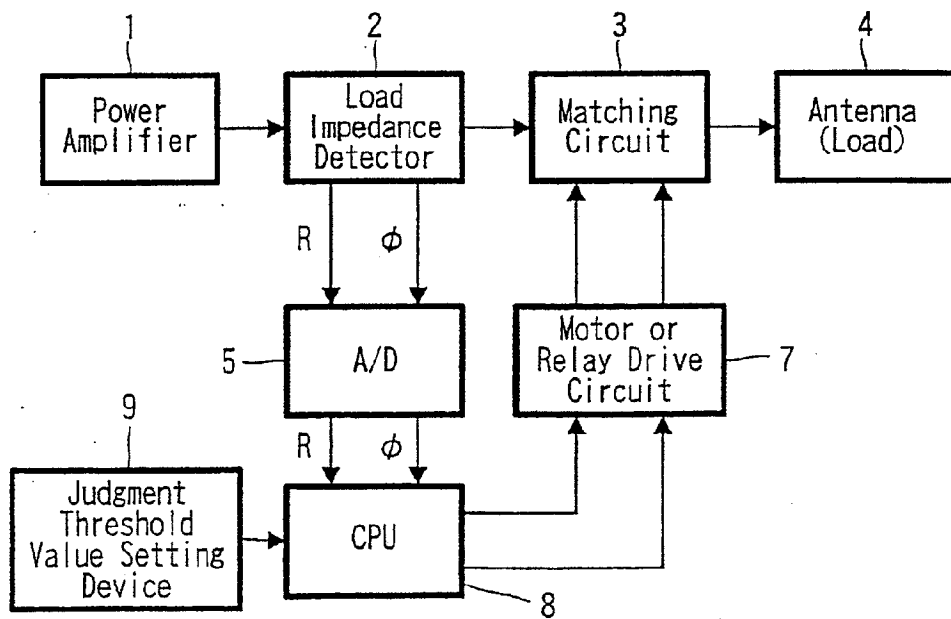 1
2
3
4
Power
Amplifier
Load
Impedance
Detector
Matching
Circuit
Antenna
(Load)
R
ϕ
5
A/D
Motor or
Relay Drive
Circuit
7
R
ϕ
9
Judgment
Threshold
Value Setting
Device
CPU
8